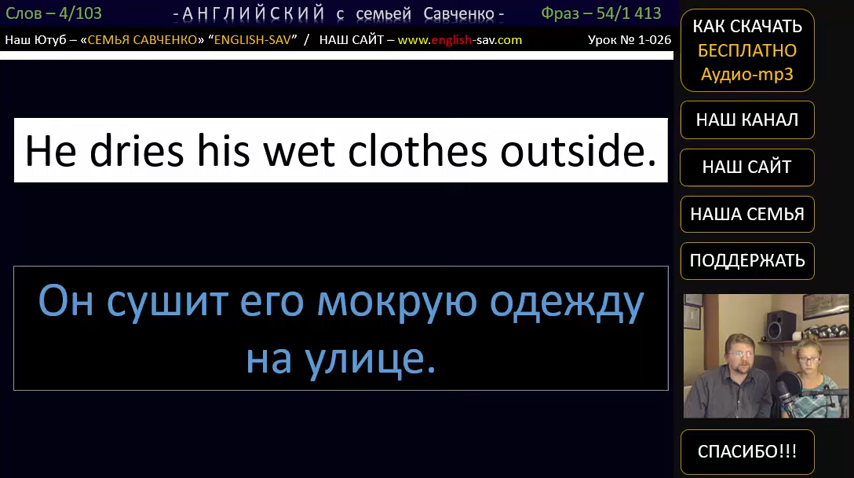 Слов – 4/103
- АНГЛИЙСКИЙ с семьей Савченко -
Фраз – 54/1 413
Наш Ютуб – «СЕМЬЯ САВЧЕНКО» “ENGLISH-SAV” / НАШ САЙТ – www.english-sav.com
Урок № 1-026
He dries his wet clothes outside.
Он сушит его мокрую одежду
на улице.
КАК СКАЧАТЬ
БЕСПЛАТНО
Аудио-mp3
НАШ КАНАЛ
НАШ САЙТ
НАША СЕМЬЯ
ПОДДЕРЖАТЬ
СПАСИБО!!!